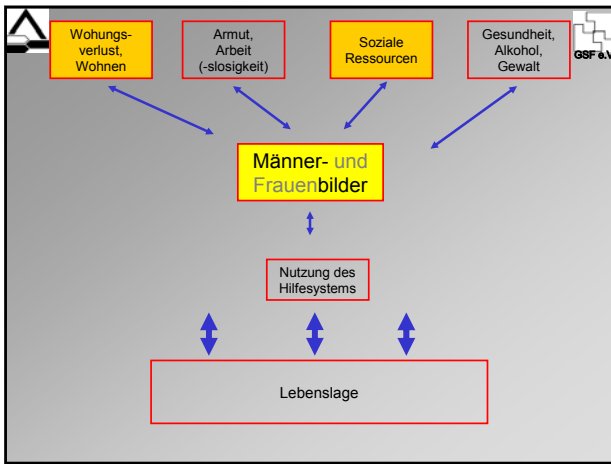 Wohungs-
verlust,
Wohnen
Armut,
Arbeit
(-slosigkeit)
Soziale
Ressourcen
Gesundheit,
Alkohol,
Gewalt
GSF e.V
Männer- und
Frauenbilder
Nutzung des
Hilfesystems
Lebenslage